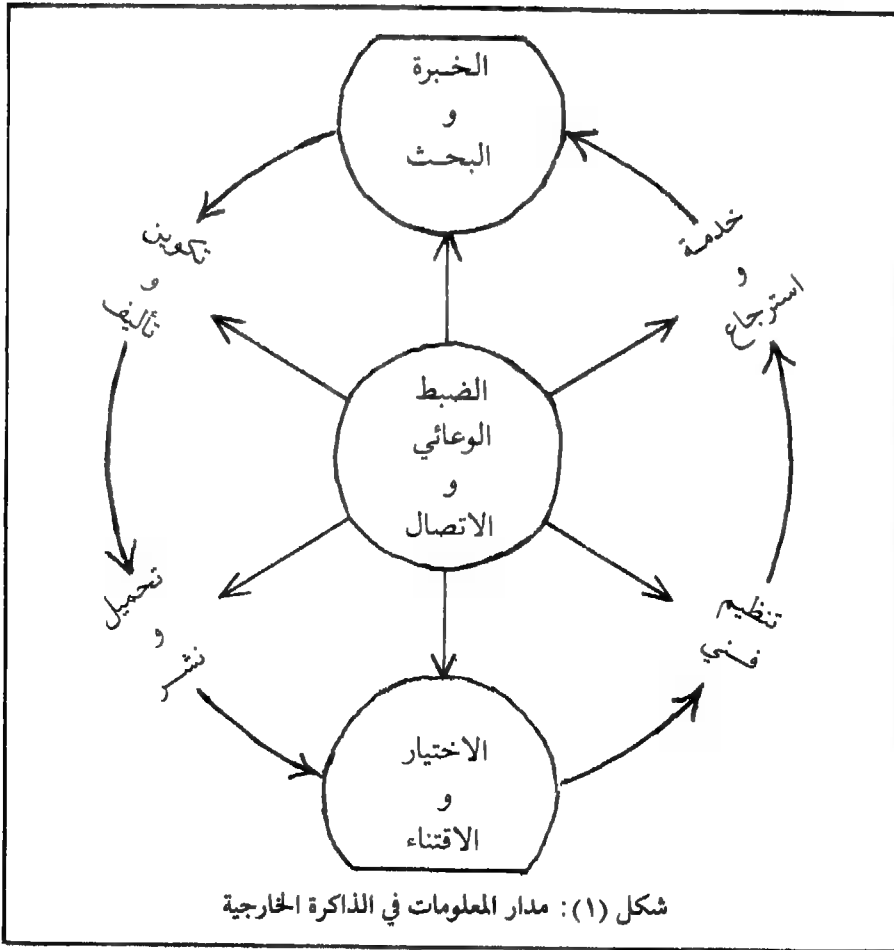 الخبرة
و
البحث
خدمة
و
استرجاع
تكوين
و
تأليف
الضبط
الوعائي
و
الاتصال
تنظيم
فني
تحميل
و
نشر
الاختيار
و
الاقتناء
شكل (١): مدار المعلومات في الذاكرة الخارجية